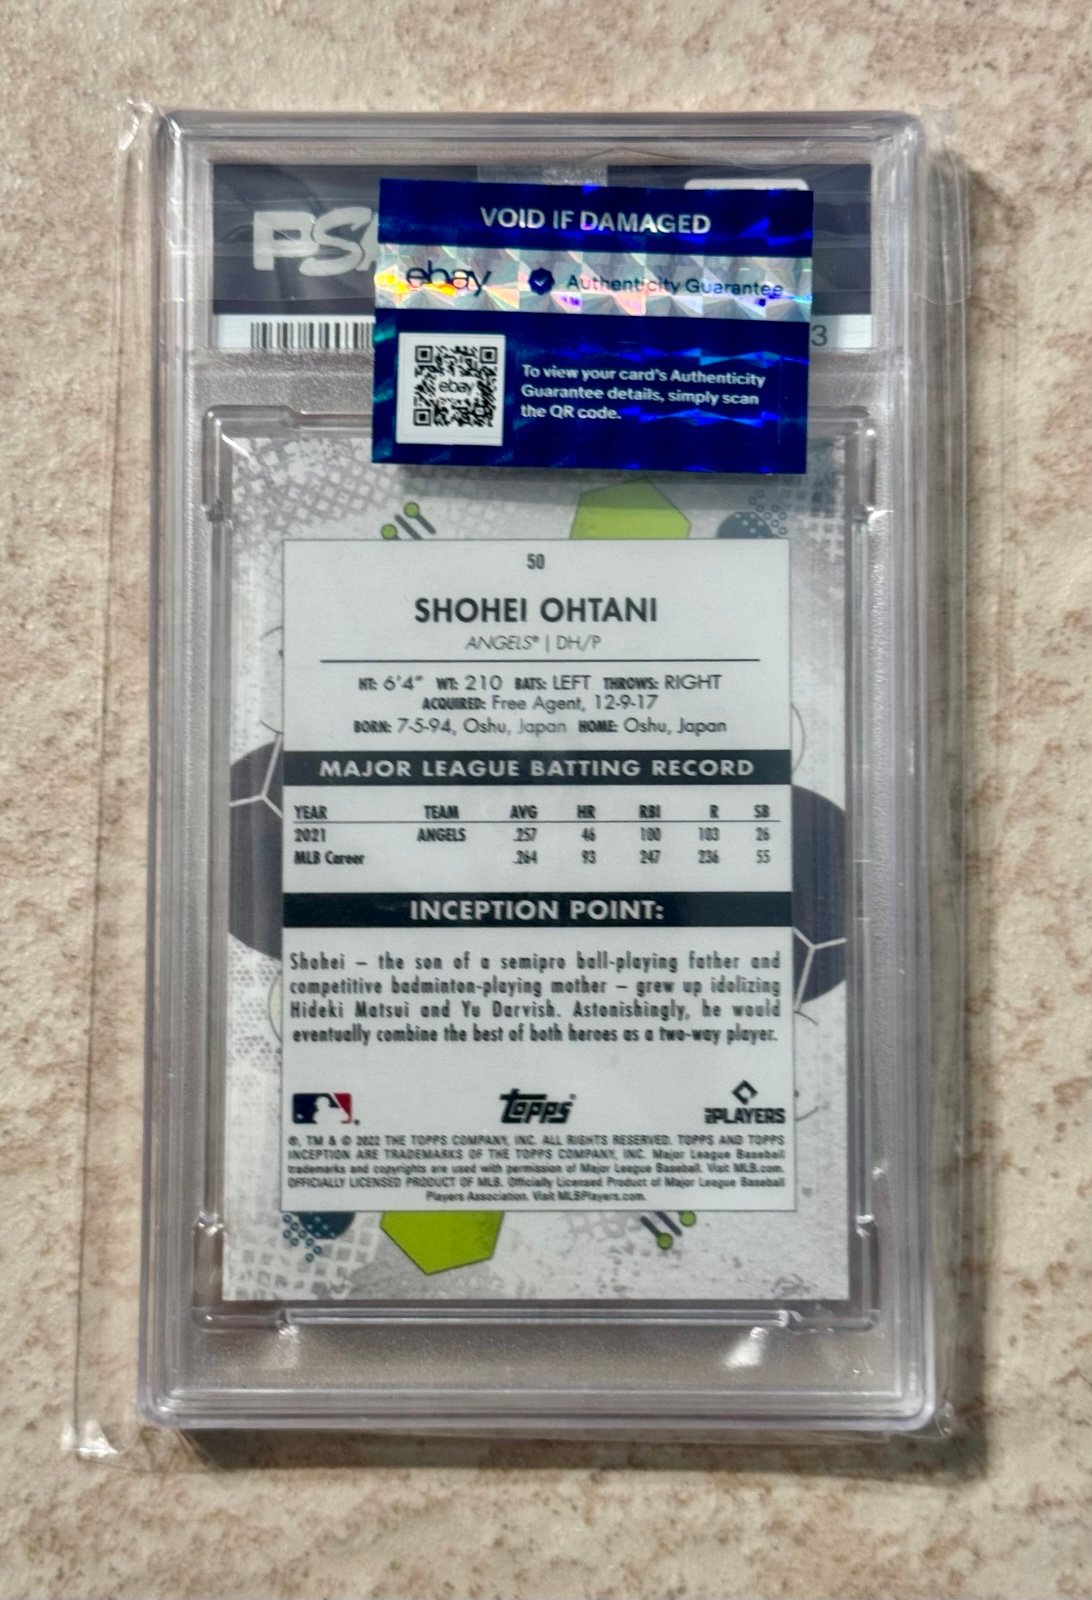 PSA
VOID IF DAMAGED
ebay Authenticity Guarantee
3
ebay
To view your card's Authenticity
Guarantee details, simply scan
the QR code.
50
SHOHEI OHTANI
ANGELS® | DH/P
HT: 6'4" WT: 210 BATS: LEFT THROWS: RIGHT
ACQUIRED: Free Agent, 12-9-17
BORN: 7-5-94, Oshu, Japan HOME: Oshu, Japan
MAJOR LEAGUE BATTING RECORD
YEAR TEAM AVG HR RBI R SB
2021 ANGELS .257 46 100 103 26
MLB Career .264 93 247 236 55
INCEPTION POINT:
Shohei – the son of a semipro ball-playing father and
competitive badminton-playing mother – grew up idolizing
Hideki Matsui and Yu Darvish. Astonishingly, he would
eventually combine the best of both heroes as a two-way player.
Topps
MLB PLAYERS
®, TM & © 2022 THE TOPPS COMPANY, INC. ALL RIGHTS RESERVED. TOPPS AND TOPPS
INCEPTION ARE TRADEMARKS OF THE TOPPS COMPANY, INC. Major League Baseball
trademarks and copyrights are used with permission of Major League Baseball. Visit MLB.com.
OFFICIALLY LICENSED PRODUCT OF MLB. Officially Licensed Product of Major League Baseball
Players Association. Visit MLBPlayers.com.